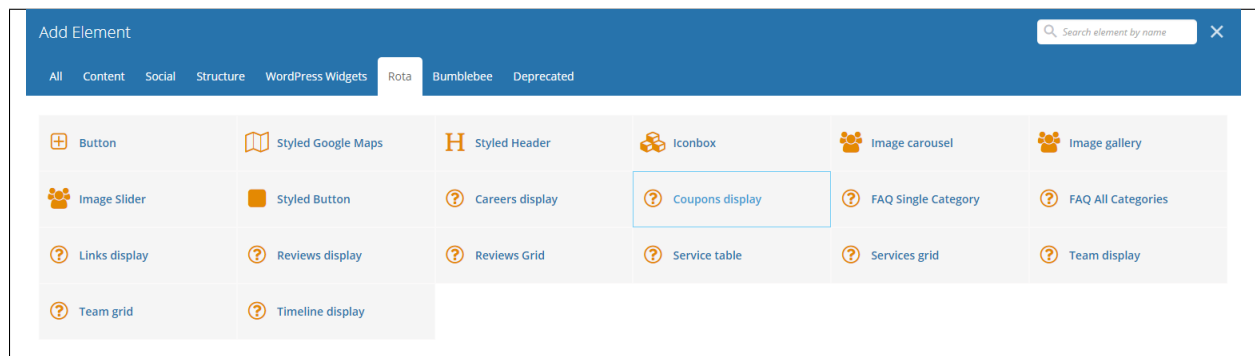 Add Element
Search element by name
All Content Social Structure WordPress Widgets Rota Bumblebee Deprecated
Button Styled Google Maps Styled Header Iconbox Image carousel Image gallery
Image Slider Styled Button Careers display Coupons display FAQ Single Category FAQ All Categories
Links display Reviews display Reviews Grid Service table Services grid Team display
Team grid Timeline display